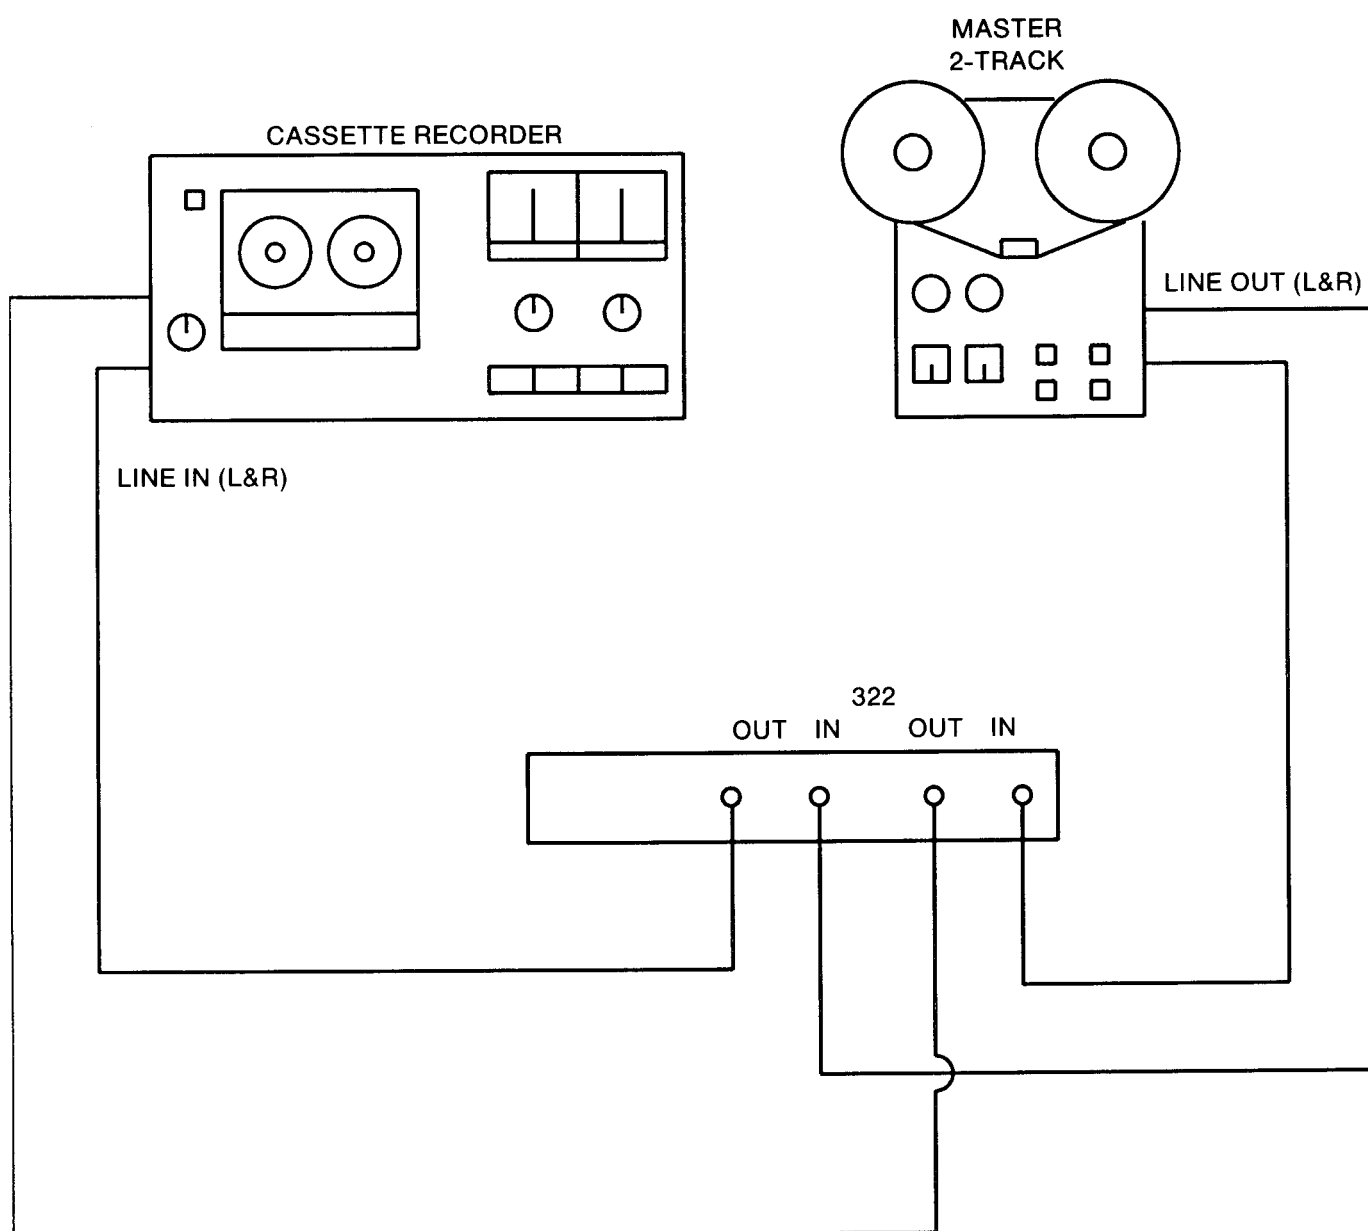 MASTER
2-TRACK
CASSETTE RECORDER
LINE OUT (L&R)
LINE IN (L&R)
322
OUT IN OUT IN